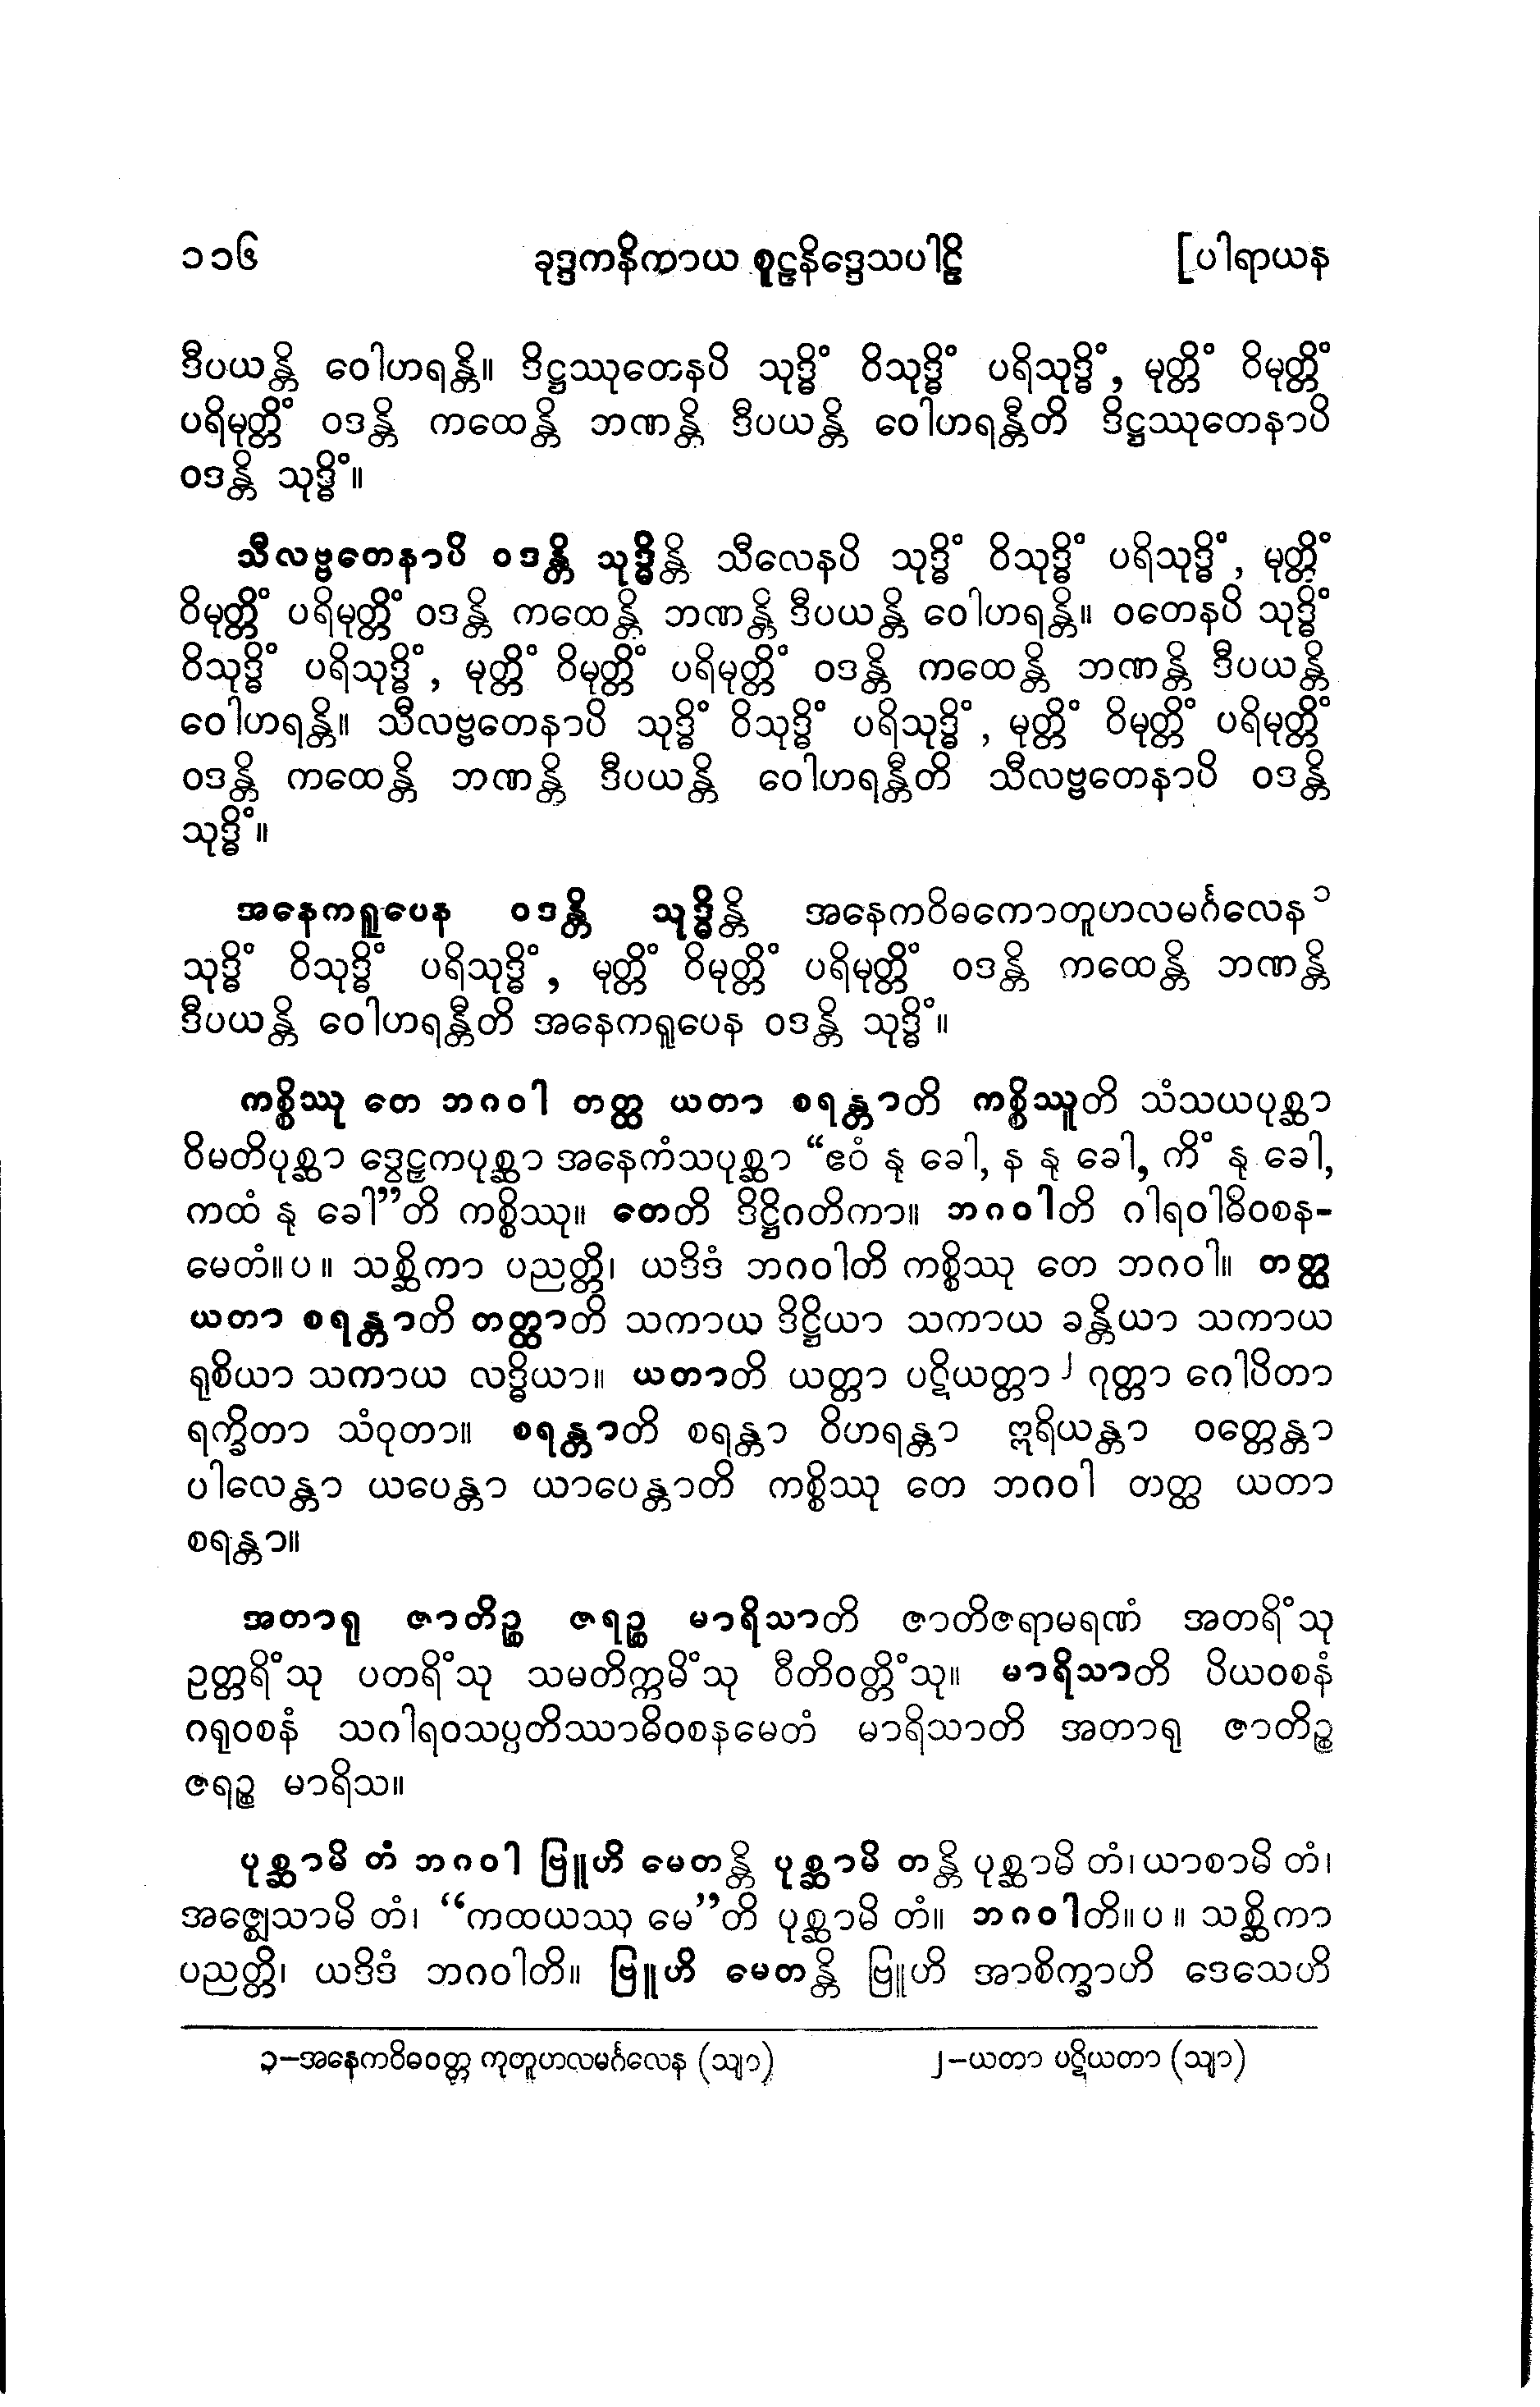 ၁၁၆ ခုဒ္ဒကနိကာယ စူဠနိဒ္ဒေသပါဠိ [ပါရာယန
ဒီပယန္တိ ဝေါဟရန္တိ။ ဒိဋ္ဌဿုတေနပိ သုဒ္ဓိံ ဝိသုဒ္ဓိံ ပရိသုဒ္ဓိံ, မုတ္တိံ ဝိမုတ္တိံ
ပရိမုတ္တိံ ဝဒန္တိ ကထေန္တိ ဘဏန္တိ ဒီပယန္တိ ဝေါဟရန္တီတိ ဒိဋ္ဌဿုတေနာပိ
ဝဒန္တိ သုဒ္ဓိံ။
သီလဗ္ဗတေနာပိ ဝဒန္တိ သုဒ္ဓိန္တိ သီလေနပိ သုဒ္ဓိံ ဝိသုဒ္ဓိံ ပရိသုဒ္ဓိံ, မုတ္တိံ
ဝိမုတ္တိံ ပရိမုတ္တိံ ဝဒန္တိ ကထေန္တိ ဘဏန္တိ ဒီပယန္တိ ဝေါဟရန္တိ။ ဝတေနပိ သုဒ္ဓိံ
ဝိသုဒ္ဓိံ ပရိသုဒ္ဓိံ, မုတ္တိံ ဝိမုတ္တိံ ပရိမုတ္တိံ ဝဒန္တိ ကထေန္တိ ဘဏန္တိ ဒီပယန္တိ
ဝေါဟရန္တိ။ သီလဗ္ဗတေနာပိ သုဒ္ဓိံ ဝိသုဒ္ဓိံ ပရိသုဒ္ဓိံ, မုတ္တိံ ဝိမုတ္တိံ ပရိမုတ္တိံ
ဝဒန္တိ ကထေန္တိ ဘဏန္တိ ဒီပယန္တိ ဝေါဟရန္တီတိ သီလဗ္ဗတေနာပိ ဝဒန္တိ
သုဒ္ဓိံ။
အနေကရူပေန ဝဒန္တိ သုဒ္ဓိန္တိ အနေကဝိဓကောတူဟလမင်္ဂလေန ၁
သုဒ္ဓိံ ဝိသုဒ္ဓိံ ပရိသုဒ္ဓိံ, မုတ္တိံ ဝိမုတ္တိံ ပရိမုတ္တိံ ဝဒန္တိ ကထေန္တိ ဘဏန္တိ
ဒီပယန္တိ ဝေါဟရန္တီတိ အနေကရူပေန ဝဒန္တိ သုဒ္ဓိံ။
ကစ္စိဿု တေ ဘဂဝါ တတ္ထ ယတာ စရန္တာတိ ကစ္စိဿူတိ သံသယပုစ္ဆာ
ဝိမတိပုစ္ဆာ ဒွေဠှကပုစ္ဆာ အနေကံသပုစ္ဆာ “ဧဝံ နု ခေါ, န နု ခေါ, ကိံ နု ခေါ,
ကထံ နု ခေါ”တိ ကစ္စိဿု။ တေတိ ဒိဋ္ဌိဂတိကာ။ ဘဂဝါတိ ဂါရဝါဓိဝစန-
မေတံ။ပ။ သစ္ဆိကာ ပညတ္တိ၊ ယဒိဒံ ဘဂဝါတိ ကစ္စိဿု တေ ဘဂဝါ။ တတ္ထ
ယတာ စရန္တာတိ တတ္ထာတိ သကာယ ဒိဋ္ဌိယာ သကာယ ခန္တိယာ သကာယ
ရုစိယာ သကာယ လဒ္ဓိယာ။ ယတာတိ ယတ္တာ ပဋိယတ္တာ ၂ ဂုတ္တာ ဂေါပိတာ
ရက္ခိတာ သံဝုတာ။ စရန္တာတိ စရန္တာ ဝိဟရန္တာ ဣရိယန္တာ ဝတ္တေန္တာ
ပါလေန္တာ ယပေန္တာ ယာပေန္တာတိ ကစ္စိဿု တေ ဘဂဝါ တတ္ထ ယတာ
စရန္တာ။
အတာရု ဇာတိဉ္စ ဇရဉ္စ မာရိသာတိ ဇာတိဇရာမရဏံ အတရိံသု
ဥတ္တရိံသု ပတရိံသု သမတိက္ကမိံသု ဝီတိဝတ္တိံသု။ မာရိသာတိ ပိယဝစနံ
ဂရုဝစနံ သဂါရဝသပ္ပတိဿာဓိဝစနမေတံ မာရိသာတိ အတာရု ဇာတိဉ္စ
ဇရဉ္စ မာရိသ။
ပုစ္ဆာမိ တံ ဘဂဝါ ဗြူဟိ မေတန္တိ ပုစ္ဆာမိ တန္တိ ပုစ္ဆာမိ တံ၊ ယာစာမိ တံ၊
အဇ္ဈေသာမိ တံ၊ “ကထယဿု မေ”တိ ပုစ္ဆာမိ တံ။ ဘဂဝါတိ။ပ။ သစ္ဆိကာ
ပညတ္တိ၊ ယဒိဒံ ဘဂဝါတိ။ ဗြူဟိ မေတန္တိ ဗြူဟိ အာစိက္ခာဟိ ဒေသေဟိ
၁–အနေကဝိဓဝတ္တ ကုတူဟလမင်္ဂလေန (သျာ) ၂–ယတာ ပဋိယတာ (သျာ)